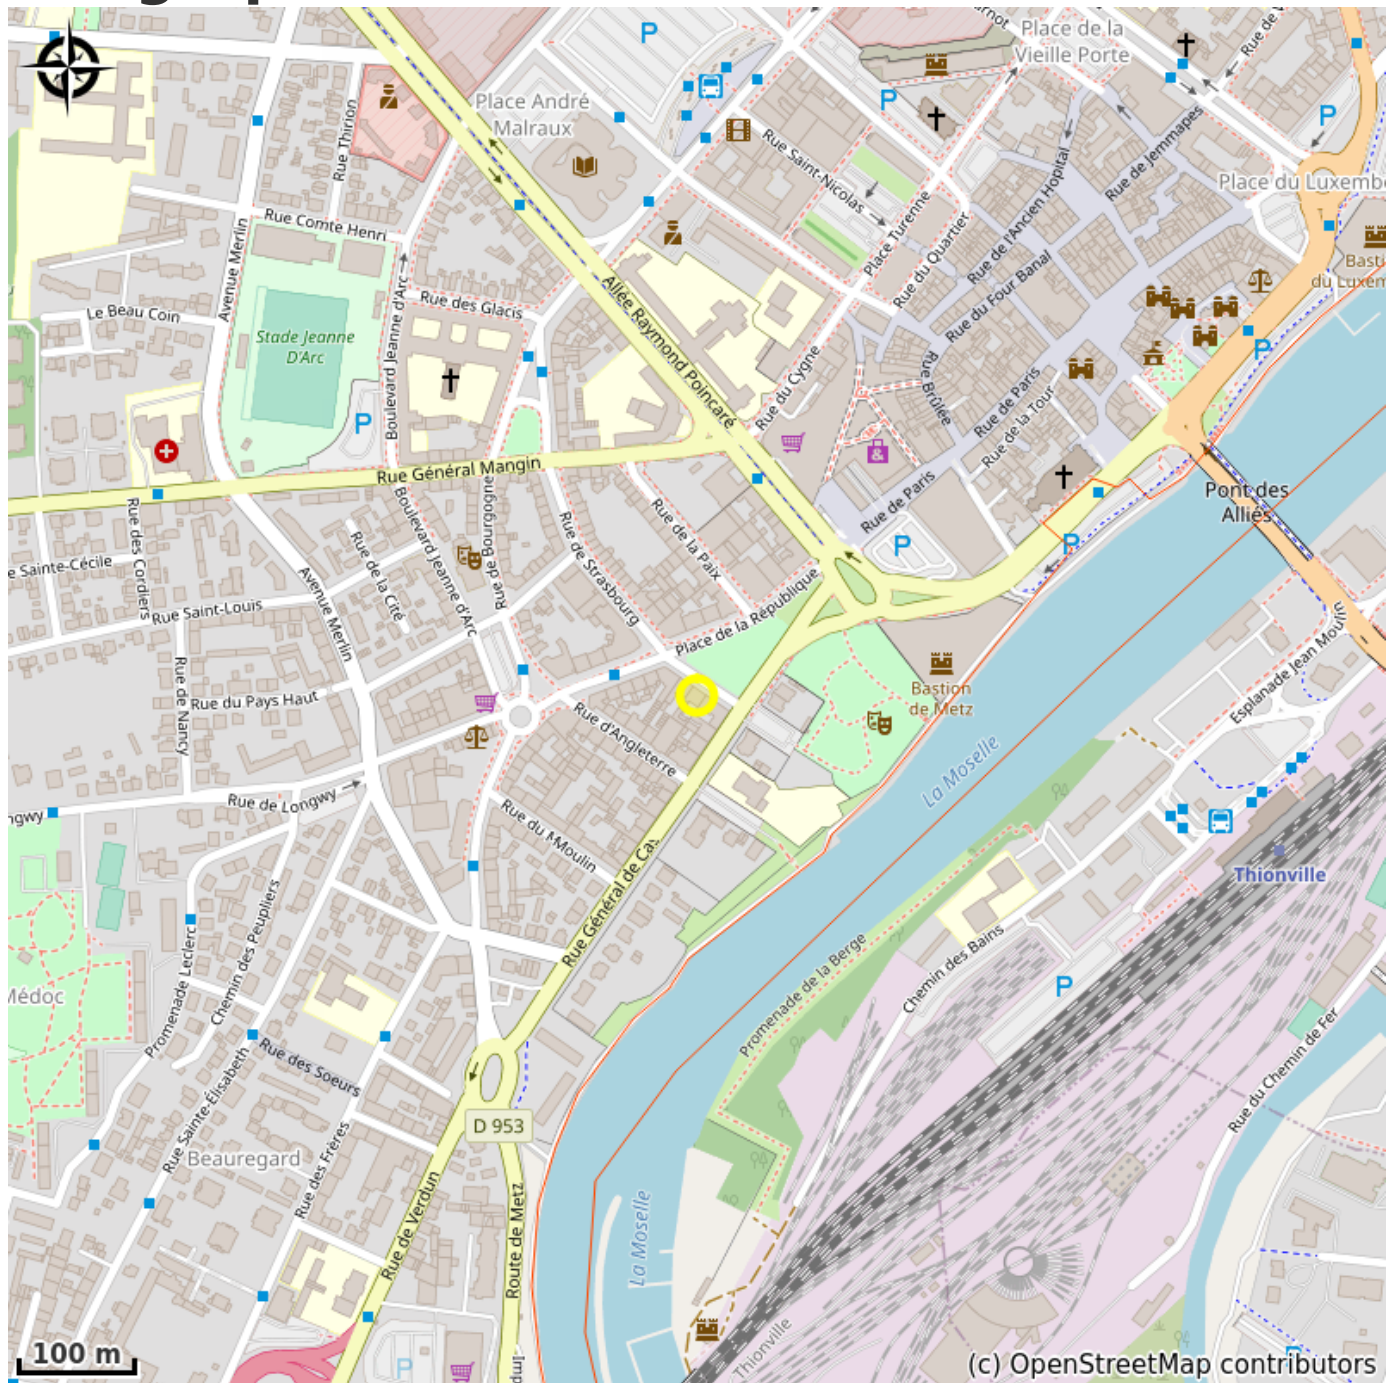 P
Place de la
Vieille Porte
Rue de
Place André
Malraux
P
P
Rue Thirion
Rue Saint-Nicolas
Rue de Jemmapes
Place du Luxembo
Rue de l'Ancien Hopital
Place Turenne
Rue du Quartier
Rue Comte Henri
Avenue Merlin
Basti
du Luxem
Rue du Four Banal
Allée Raymond Poincaré
Rue des Glacis
Le Beau Coin
Boulevard Jeanne d'Arc
Stade Jeanne
D'Arc
P
Rue du Cygne
Rue Brûlée
Rue de Paris
Rue de la Tour
P
Rue Général Mangin
Rue de Paris
Pont des
Alliés
Rue des Cordiers
Boulevard Jeanne d'Arc
Rue de Bourgogne
Rue de la Paix
Rue de Strasbourg
Rue de la Cité
P
P
e Sainte-Cécile
Avenue Merlin
Place de la République
Rue Saint-Louis
Esplanade Jean Moulin
Rue de Nancy
Rue du Pays Haut
Bastion
de Metz
Rue d'Angleterre
La Moselle
Rue de Longwy
ngwy
Rue du M
Moulin
Thionville
Rue Général de Cas
Chemin des Peupliers
Promenade Leclerc
Chemin des Bains
Promenade de la Berge
P
Médoc
Rue des Soeurs
Rue Sainte-Élisabeth
Rue du Chemin de Fer
D 953
Beauregard
Rue des Frères
Rue de Verdun
Route de Metz
La Moselle
Thionville
P
100 m
(c) OpenStreetMap contributors